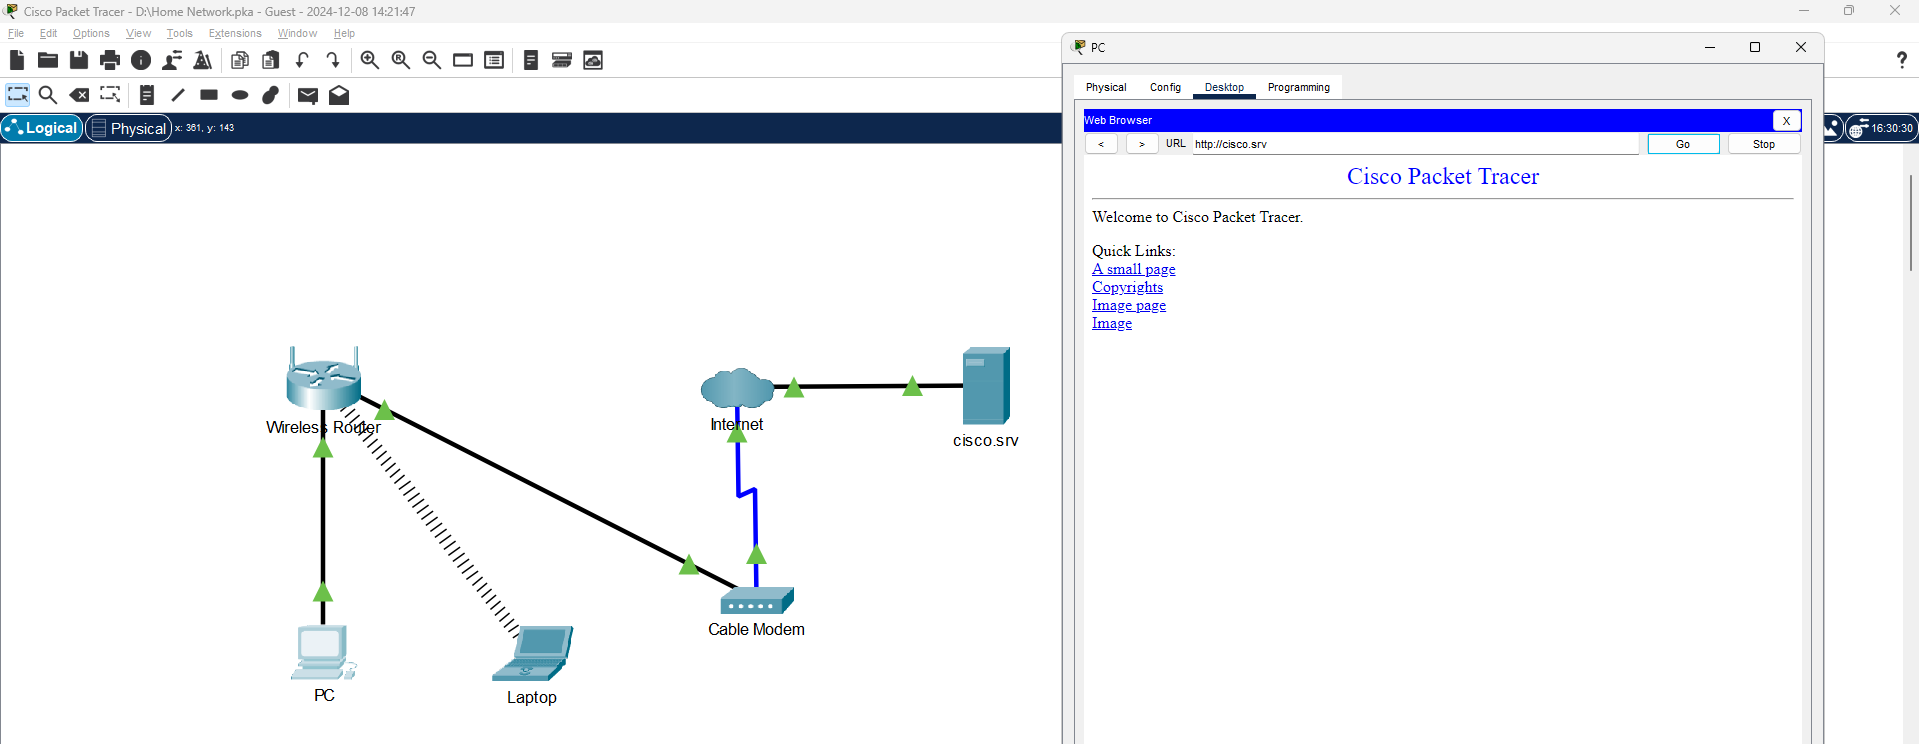 Cisco Packet Tracer - D:\Home Network.pka - Guest - 2024-12-08 14:21:47
File Edit Options View Tools Extensions Window Help
?
Logical Physical x: 361, y: 143
16:30:30
PC
Physical Config Desktop Programming
Web Browser X
< > URL http://cisco.srv Go Stop
Cisco Packet Tracer
Welcome to Cisco Packet Tracer.
Quick Links:
A small page
Copyrights
Image page
Image
Wireless Router
Internet
cisco.srv
Cable Modem
PC
Laptop